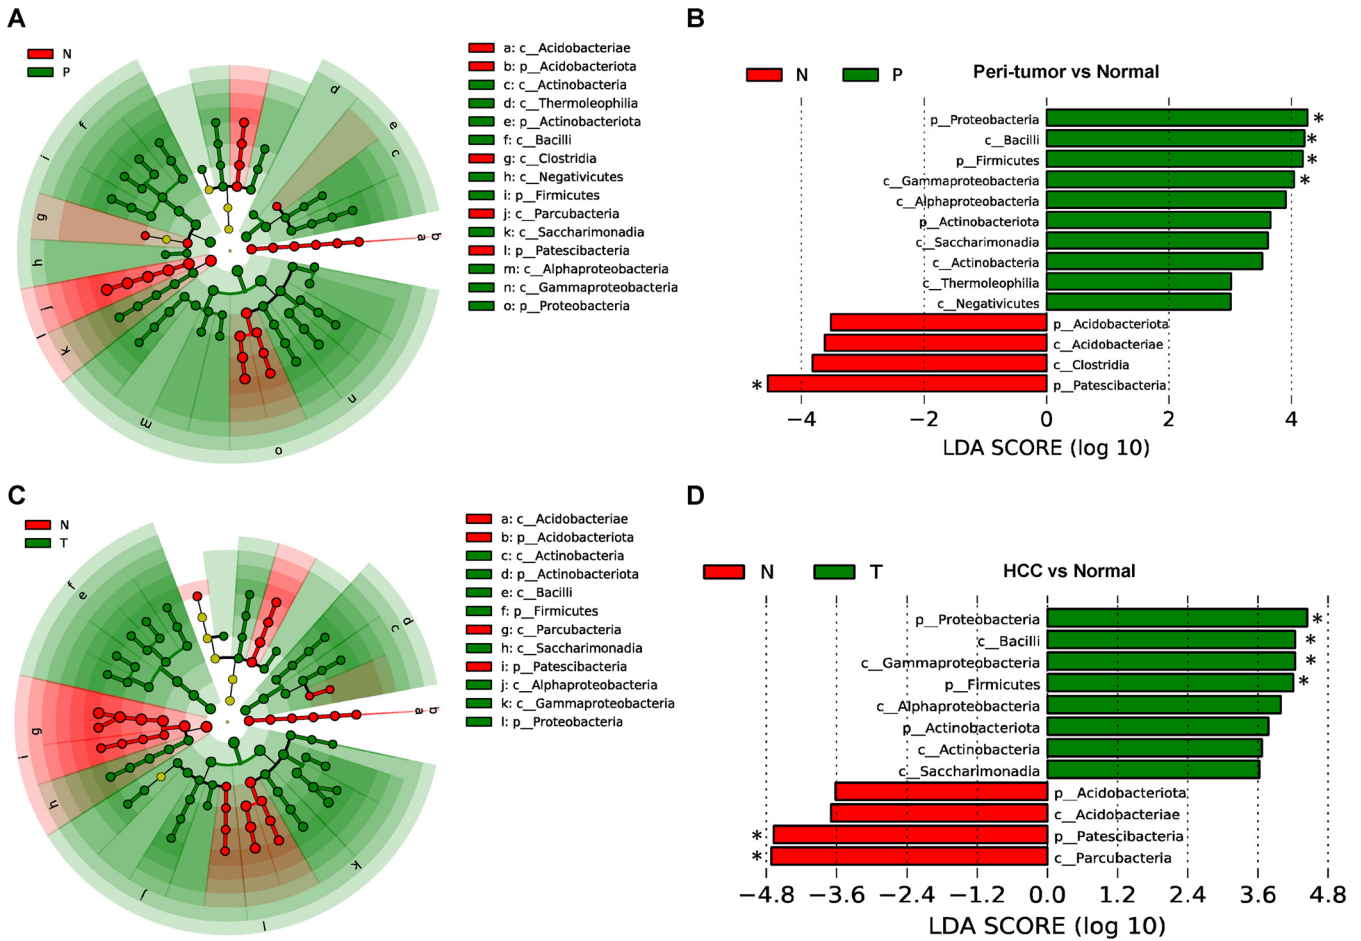 A
N
P
a: c__Acidobacteriae
b: p__Acidobacteriota
c: c__Actinobacteria
d: c__Thermoleophilia
e: p__Actinobacteriota
f: c__Bacilli
g: c__Clostridia
h: c__Negativicutes
i: p__Firmicutes
j: c__Parcubacteria
k: c__Saccharimonadia
l: p__Patescibacteria
m: c__Alphaproteobacteria
n: c__Gammaproteobacteria
o: p__Proteobacteria
d
e
c
b
a
f
i
g
h
j
l
k
m
o
n
B
N
P
Peri-tumor vs Normal
p__Proteobacteria *
c__Bacilli *
p__Firmicutes *
c__Gammaproteobacteria *
c__Alphaproteobacteria
p__Actinobacteriota
c__Saccharimonadia
c__Actinobacteria
c__Thermoleophilia
c__Negativicutes
p__Acidobacteriota
c__Acidobacteriae
c__Clostridia
* p__Patescibacteria
−4 −2 0 2 4
LDA SCORE (log 10)
C
N
T
a: c__Acidobacteriae
b: p__Acidobacteriota
c: c__Actinobacteria
d: p__Actinobacteriota
e: c__Bacilli
f: p__Firmicutes
g: c__Parcubacteria
h: c__Saccharimonadia
i: p__Patescibacteria
j: c__Alphaproteobacteria
k: c__Gammaproteobacteria
l: p__Proteobacteria
f
e
d
c
b
a
g
i
h
j
l
k
D
N
T
HCC vs Normal
p__Proteobacteria *
c__Bacilli *
c__Gammaproteobacteria *
p__Firmicutes *
c__Alphaproteobacteria
p__Actinobacteriota
c__Actinobacteria
c__Saccharimonadia
p__Acidobacteriota
c__Acidobacteriae
* p__Patescibacteria
* c__Parcubacteria
−4.8 −3.6 −2.4 −1.2 0.0 1.2 2.4 3.6 4.8
LDA SCORE (log 10)